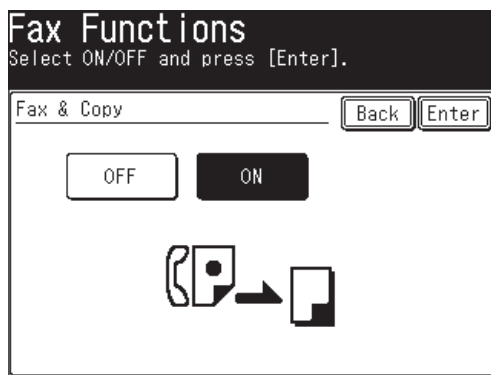 Fax Functions
Select ON/OFF and press [Enter].
Fax & Copy Back Enter
OFF ON